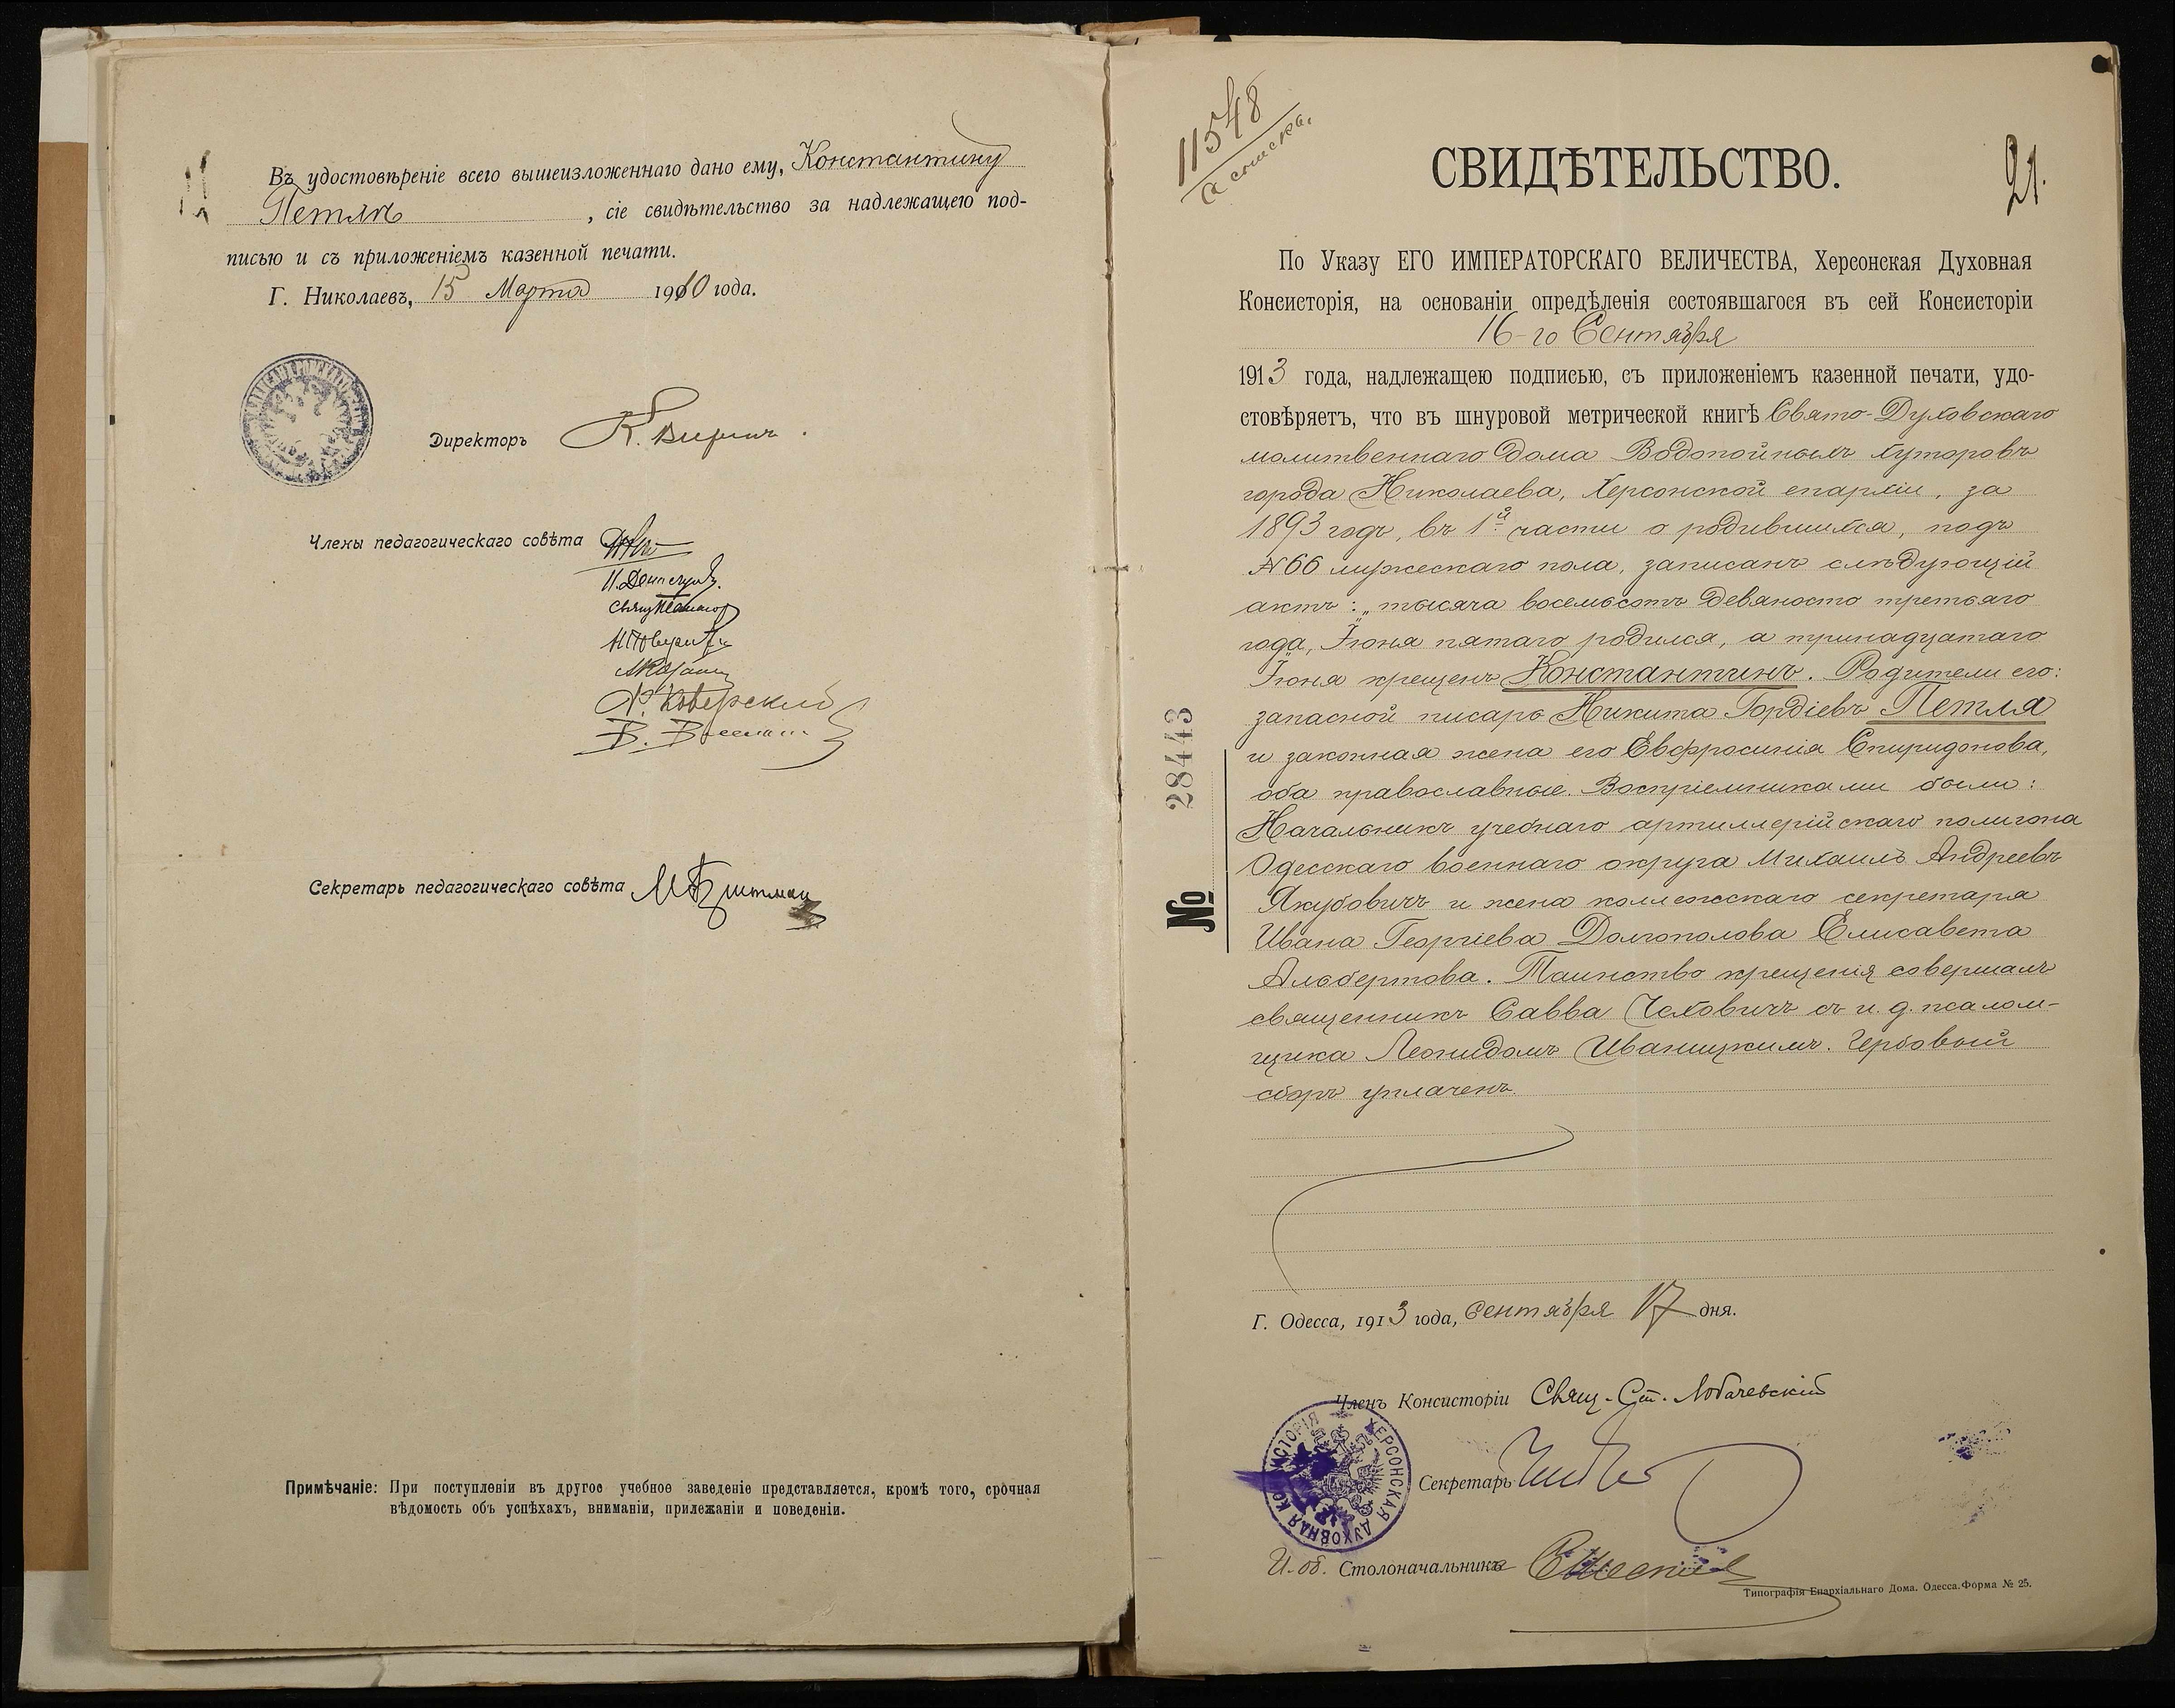 Въ удостовѣреніе всего вышеизложеннаго дано ему, Константину
Петлѣ, сіе свидѣтельство за надлежащею под-
писью и съ приложеніемъ казенной печати.
Г. Николаевъ, 15 Марта 1910 года.
Директоръ К.
Члены педагогическаго совѣта
Секретарь педагогическаго совѣта
Примѣчаніе: При поступленіи въ другое учебное заведеніе представляется, кромѣ того, срочная
вѣдомость объ успѣхахъ, вниманіи, прилежаніи и поведеніи.
11548
21.
СВИДѢТЕЛЬСТВО.
По Указу ЕГО ИМПЕРАТОРСКАГО ВЕЛИЧЕСТВА, Херсонская Духовная
Консисторія, на основаніи опредѣленія состоявшагося въ сей Консисторіи
16-го Сентября
1913 года, надлежащею подписью, съ приложеніемъ казенной печати, удо-
стовѣряетъ, что въ шнуровой метрической книгѣ Свято-Духовскаго
молитвеннаго Дома Водопойныхъ хуторовъ
города Николаева, Херсонской епархіи, за
1893 годъ, въ 1й части о родившихся, подъ
№66 мужескаго пола, записанъ слѣдующій
актъ: „тысяча восемьсотъ девяносто третьяго
года, Іюня пятаго родился, а тринадцатаго
Іюня крещенъ Константинъ. Родители его:
запасной писарь Никита Гордіевъ Петля
и законная жена его Евфросинія Спиридонова,
оба православные. Воспріемниками были:
Начальникъ учебнаго артиллерійскаго полигона
Одесскаго военнаго округа Михаилъ Андреевъ
Якубовичъ и жена коллежскаго секретаря
Ивана Георгіева Долгополова Елисавета
Альбертова. Таинство крещенія совершалъ
священникъ Савва Чеховичъ съ и. д. псалом-
щика Леонидомъ Иваницкимъ. Гербовый
сборъ уплаченъ.
№ 28443
Г. Одесса, 1913 года, Сентября 17 дня.
Членъ Консисторіи Свящ. Ст. Лобачевскій
Секретарь
И. об. Столоначальника
ХЕРСОНСКАЯ ДУХОВНАЯ КОНСИСТОРІЯ
Типографія Епархіальнаго Дома. Одесса. Форма № 25.